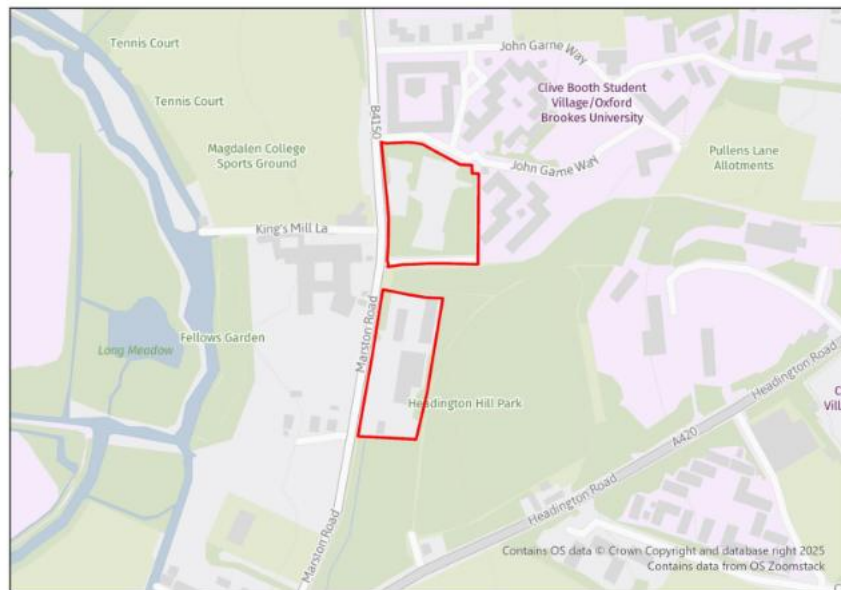 Tennis Court
Tennis Court
Magdalen College
Sports Ground
King's Mill La
Fellows Garden
Long Meadow
B4150
Marston Road
Marston Road
John Garne Way
Clive Booth Student
Village/Oxford
Brookes University
John Garne Way
Pullens Lane
Allotments
Headington Hill Park
Headington Road
A420
Headington Road
C
Vill
Contains OS data © Crown Copyright and database right 2025
Contains data from OS Zoomstack